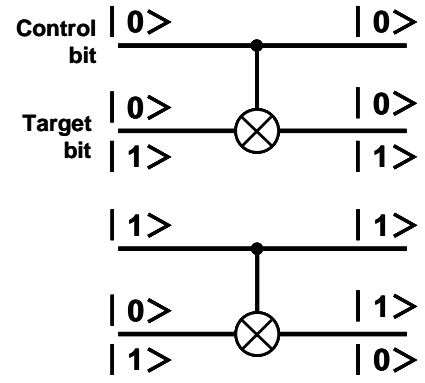 Control bit |0> |0>
|0> |0>
Target bit
|1> |1>
|1> |1>
|0> |1>
|1> |0>